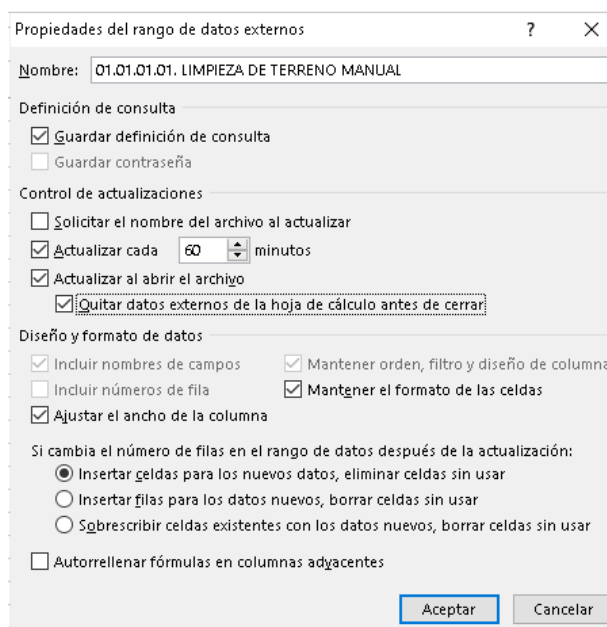 Propiedades del rango de datos externos ? ×
Nombre: 01.01.01.01. LIMPIEZA DE TERRENO MANUAL
Definición de consulta
Guardar definición de consulta
Guardar contraseña
Control de actualizaciones
Solicitar el nombre del archivo al actualizar
Actualizar cada 60 minutos
Actualizar al abrir el archivo
Quitar datos externos de la hoja de cálculo antes de cerrar
Diseño y formato de datos
Incluir nombres de campos Mantener orden, filtro y diseño de columna
Incluir números de fila Mantener el formato de las celdas
Ajustar el ancho de la columna
Si cambia el número de filas en el rango de datos después de la actualización:
Insertar celdas para los nuevos datos, eliminar celdas sin usar
Insertar filas para los datos nuevos, borrar celdas sin usar
Sobrescribir celdas existentes con los datos nuevos, borrar celdas sin usar
Autorrellenar fórmulas en columnas adyacentes
Aceptar Cancelar